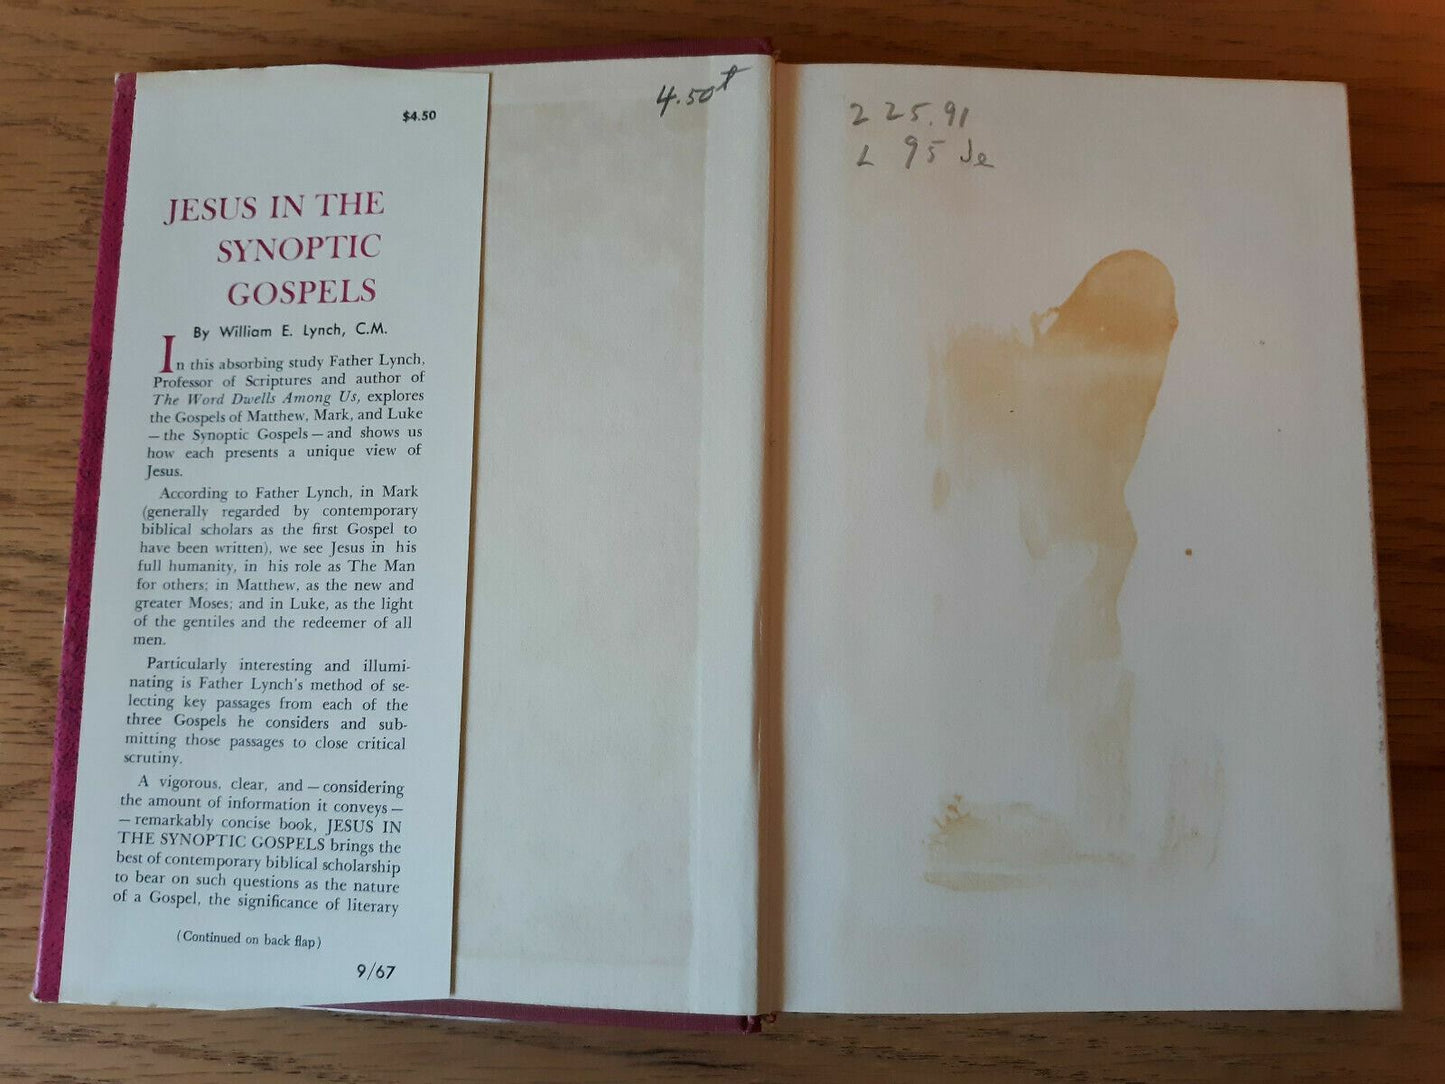 $4.50
JESUS IN THE
SYNOPTIC
GOSPELS
By William E. Lynch, C.M.
In this absorbing study Father Lynch,
Professor of Scriptures and author of
The Word Dwells Among Us, explores
the Gospels of Matthew, Mark, and Luke
— the Synoptic Gospels — and shows us
how each presents a unique view of
Jesus.
According to Father Lynch, in Mark
(generally regarded by contemporary
biblical scholars as the first Gospel to
have been written), we see Jesus in his
full humanity, in his role as The Man
for others; in Matthew, as the new and
greater Moses; and in Luke, as the light
of the gentiles and the redeemer of all
men.
Particularly interesting and illumi-
nating is Father Lynch's method of se-
lecting key passages from each of the
three Gospels he considers and sub-
mitting those passages to close critical
scrutiny.
A vigorous, clear, and — considering
the amount of information it conveys —
— remarkably concise book, JESUS IN
THE SYNOPTIC GOSPELS brings the
best of contemporary biblical scholarship
to bear on such questions as the nature
of a Gospel, the significance of literary
(Continued on back flap)
9/67
4.50t
225.91
L 95 Je